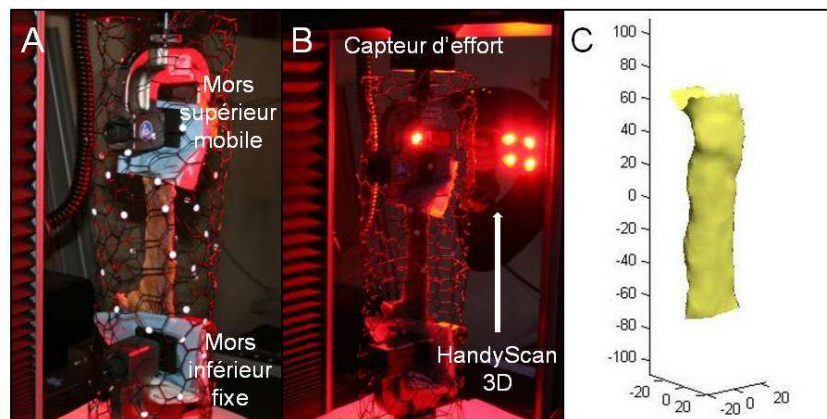 A
Mors
supérieur
mobile
Mors
inférieur
fixe
B
Capteur d'effort
HandyScan
3D
C
100
80
60
40
20
0
-20
-40
-60
-80
-100
-20
0
20
-20
0
20